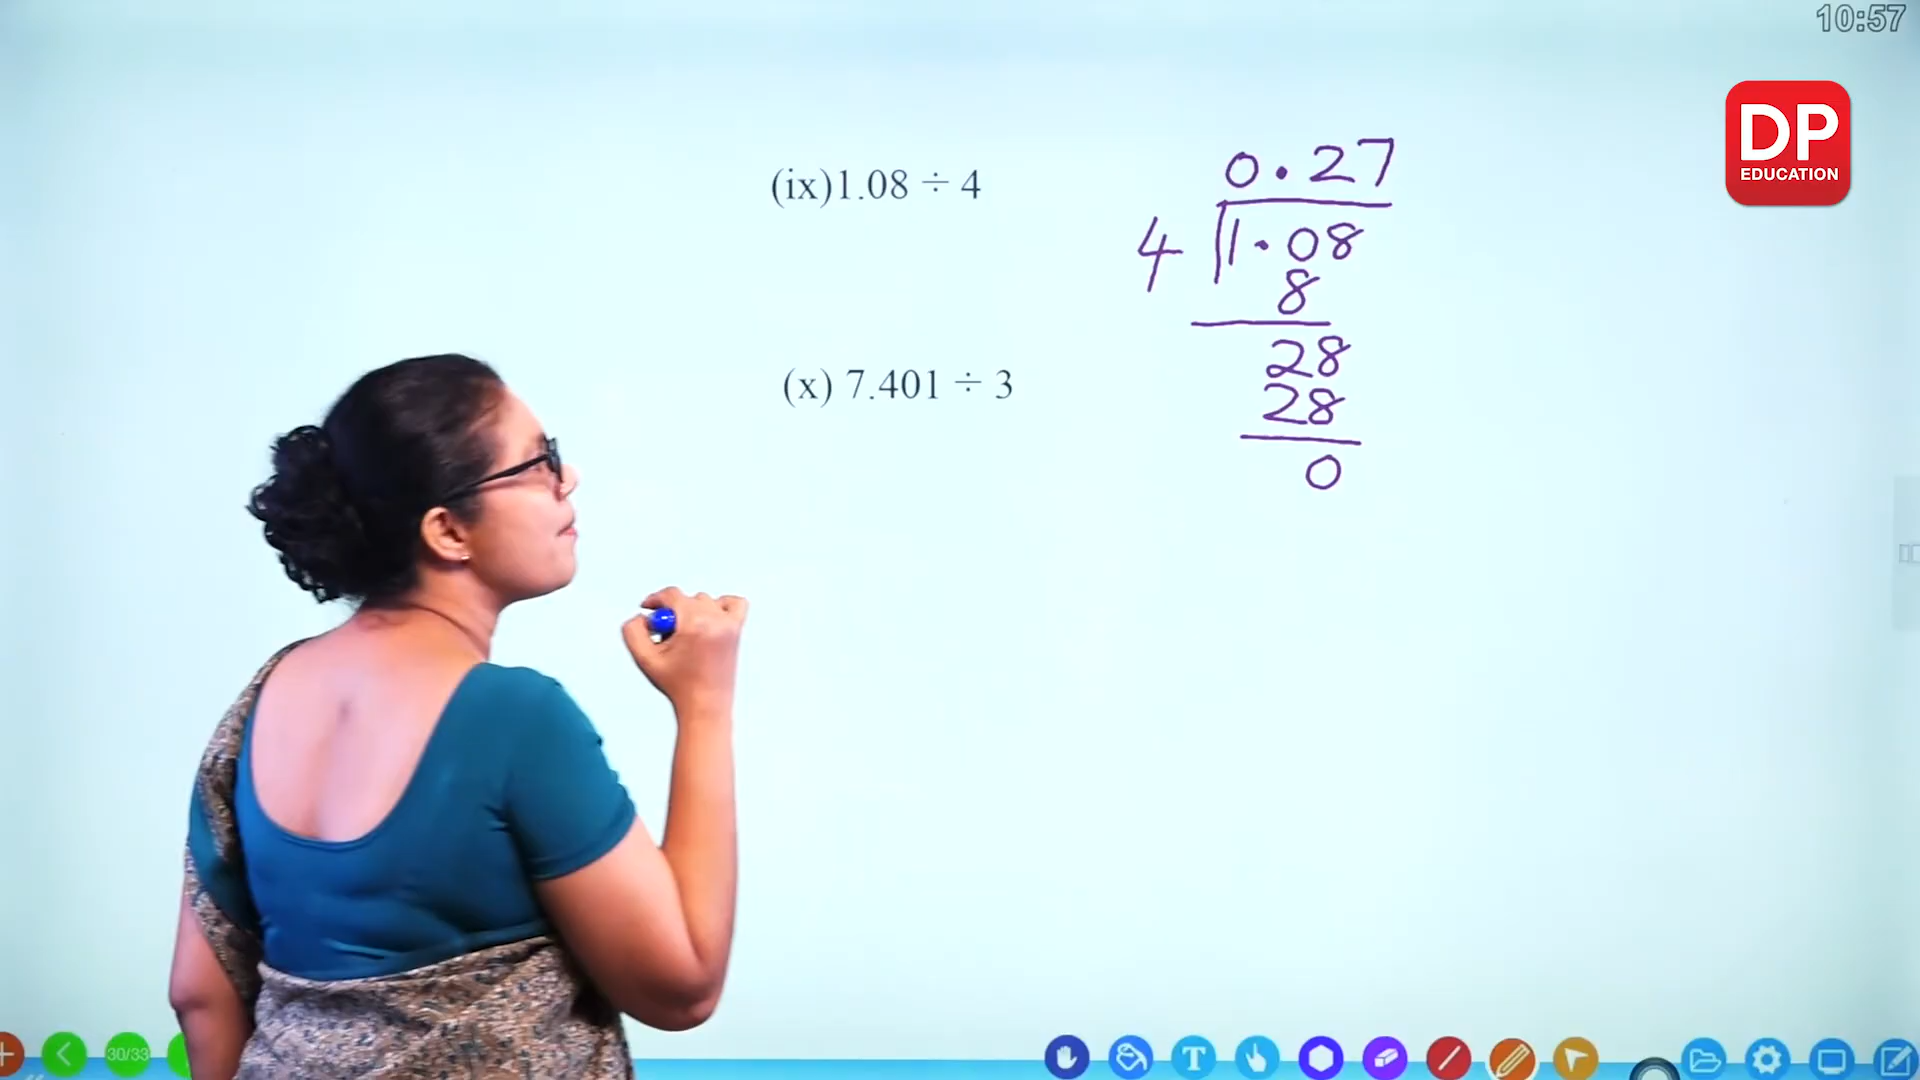 10:57
DP
EDUCATION
(ix)1.08 ÷ 4
0.27
4 1.08
8
28
28
0
(x) 7.401 ÷ 3
30/33
T